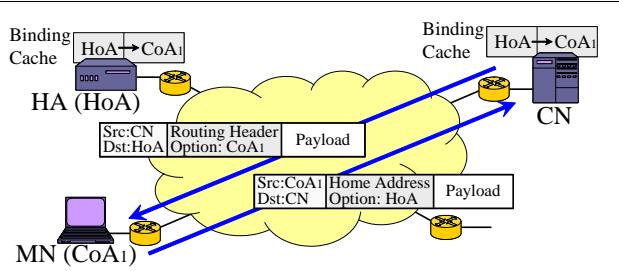 Binding
Cache
HoA→CoA1
HA (HoA)
Binding
Cache
HoA→CoA1
CN
Src:CN
Dst:HoA
Routing Header
Option: CoA1
Payload
Src:CoA1
Dst:CN
Home Address
Option: HoA
Payload
MN (CoA1)